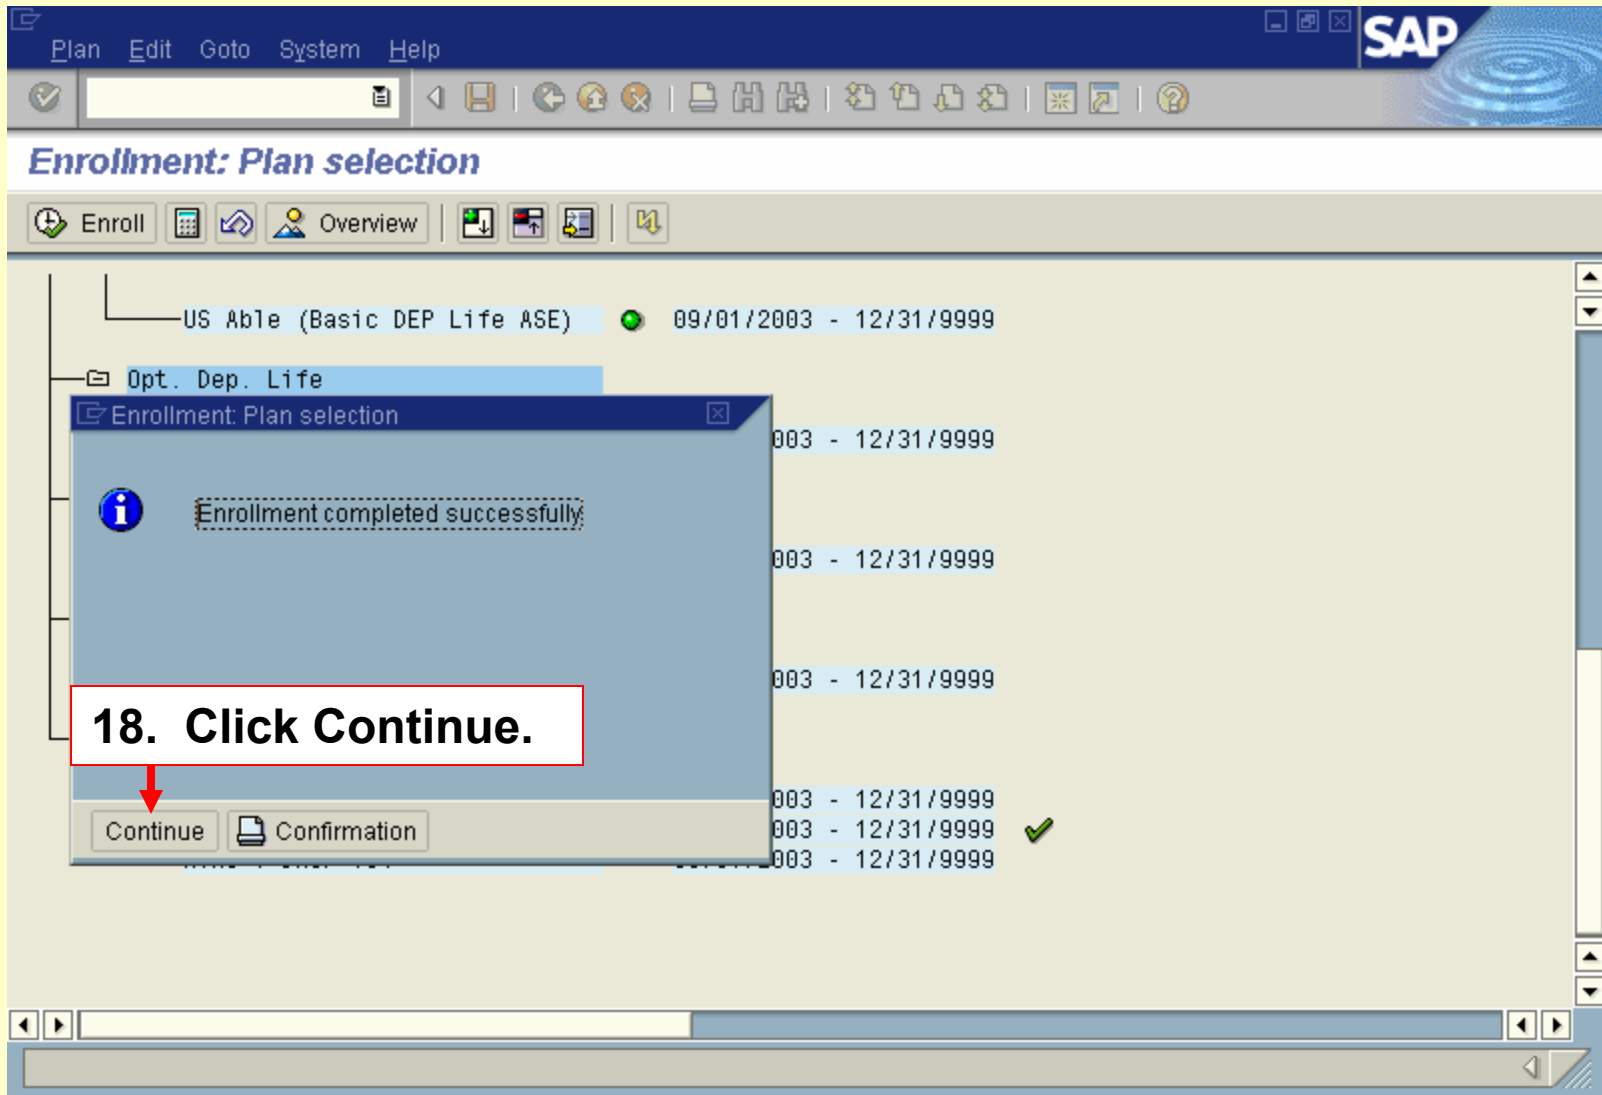 Plan Edit Goto System Help
SAP
Enrollment: Plan selection
Enroll Overview
US Able (Basic DEP Life ASE) 09/01/2003 - 12/31/9999
Opt. Dep. Life
Enrollment: Plan selection
003 - 12/31/9999
Enrollment completed successfully
003 - 12/31/9999
003 - 12/31/9999
18. Click Continue.
003 - 12/31/9999
Continue Confirmation
003 - 12/31/9999
003 - 12/31/9999